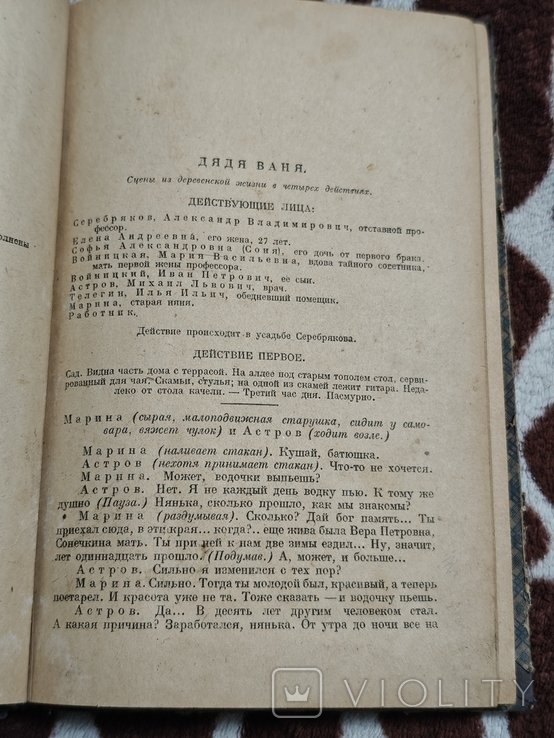 олнены
ДЯДЯ ВАНЯ.
Сцены из деревенской жизни в четырех действиях.
ДЕЙСТВУЮЩИЕ ЛИЦА:
Серебряков, Александр Владимирович, отставной про-
фессор.
Елена Андреевна, его жена, 27 лет.
Софья Александровна (Соня), его дочь от первого брака.
Войницкая, Мария Васильевна, вдова тайного советника,
мать первой жены профессора.
Войницкий, Иван Петрович, ее сын.
Астров, Михаил Львович, врач.
Телегин, Илья Ильич, обедневший помещик.
Марина, старая няня.
Работник.
Действие происходит в усадьбе Серебрякова.
ДЕЙСТВИЕ ПЕРВОЕ.
Сад. Видна часть дома с террасой. На аллее под старым тополем стол, серви-
рованный для чая. Скамьи, стулья; на одной из скамей лежит гитара. Неда-
леко от стола качели. — Третий час дня. Пасмурно.
Марина (сырая, малоподвижная старушка, сидит у само-
вара, вяжет чулок) и Астров (ходит возле.)
Марина (наливает стакан). Кушай, батюшка.
Астров (нехотя принимает стакан). Что-то не хочется.
Марина. Может, водочки выпьешь?
Астров. Нет. Я не каждый день водку пью. К тому же
душно (Пауза.) Нянька, сколько прошло, как мы знакомы?
Марина (раздумывая). Сколько? Дай бог память... Ты
приехал сюда, в эти края... когда?.. еще жива была Вера Петровна,
Сонечкина мать. Ты при ней к нам две зимы ездил... Ну, значит,
лет одиннадцать прошло. (Подумав.) А, может, и больше...
Астров. Сильно я изменился с тех пор?
Марина. Сильно. Тогда ты молодой был, красивый, а теперь
постарел. И красота уже не та. Тоже сказать — и водочку пьешь.
Астров. Да... В десять лет другим человеком стал.
А какая причина? Заработался, нянька. От утра до ночи все на
VIOLITY